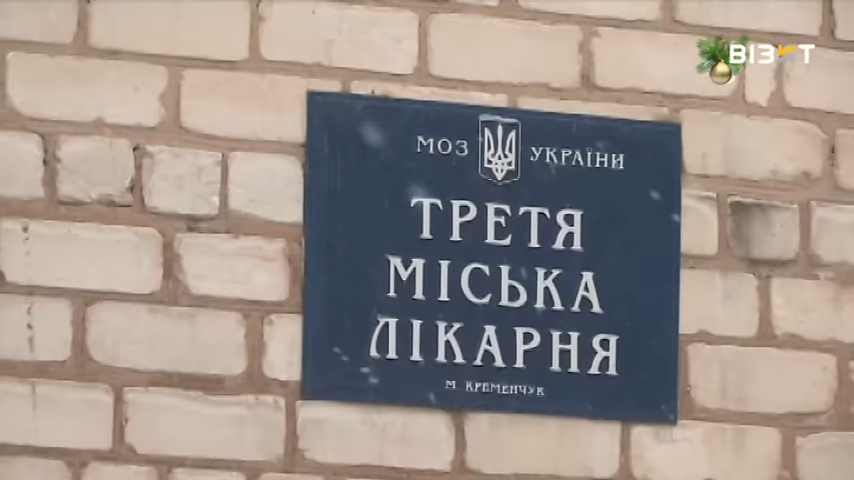 ВІЗИТ
МОЗ УКРАЇНИ
ТРЕТЯ
МІСЬКА
ЛІКАРНЯ
М. КРЕМЕНЧУК